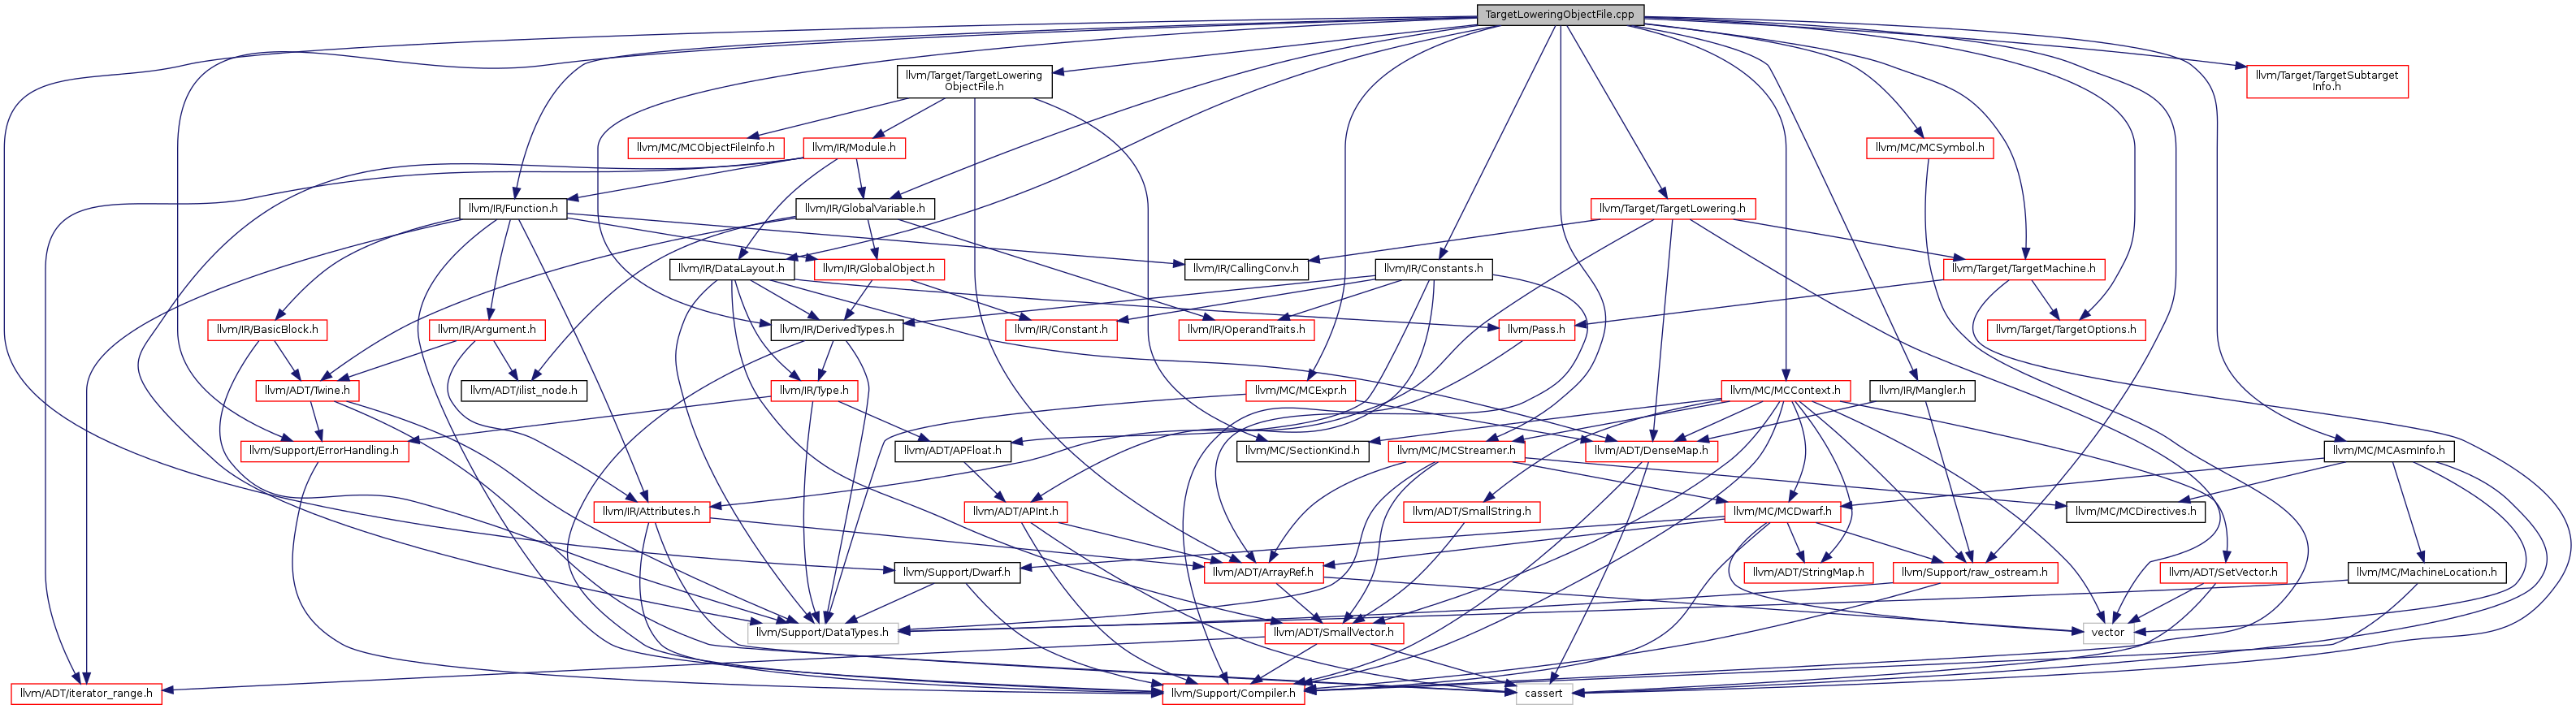 TargetLoweringObjectFile.cpp
llvm/Target/TargetLowering
ObjectFile.h
llvm/Target/TargetSubtarget
Info.h
llvm/MC/MCObjectFileInfo.h
llvm/IR/Module.h
llvm/MC/MCSymbol.h
llvm/IR/Function.h
llvm/IR/GlobalVariable.h
llvm/Target/TargetLowering.h
llvm/IR/DataLayout.h
llvm/IR/GlobalObject.h
llvm/IR/CallingConv.h
llvm/IR/Constants.h
llvm/Target/TargetMachine.h
llvm/IR/BasicBlock.h
llvm/IR/Argument.h
llvm/IR/DerivedTypes.h
llvm/IR/Constant.h
llvm/IR/OperandTraits.h
llvm/Pass.h
llvm/Target/TargetOptions.h
llvm/ADT/Twine.h
llvm/ADT/ilist_node.h
llvm/IR/Type.h
llvm/MC/MCExpr.h
llvm/MC/MCContext.h
llvm/IR/Mangler.h
llvm/Support/ErrorHandling.h
llvm/ADT/APFloat.h
llvm/MC/SectionKind.h
llvm/MC/MCStreamer.h
llvm/ADT/DenseMap.h
llvm/MC/MCAsmInfo.h
llvm/IR/Attributes.h
llvm/ADT/APInt.h
llvm/ADT/SmallString.h
llvm/MC/MCDwarf.h
llvm/MC/MCDirectives.h
llvm/Support/Dwarf.h
llvm/ADT/ArrayRef.h
llvm/ADT/StringMap.h
llvm/Support/raw_ostream.h
llvm/ADT/SetVector.h
llvm/MC/MachineLocation.h
llvm/Support/DataTypes.h
llvm/ADT/SmallVector.h
vector
llvm/ADT/iterator_range.h
llvm/Support/Compiler.h
cassert